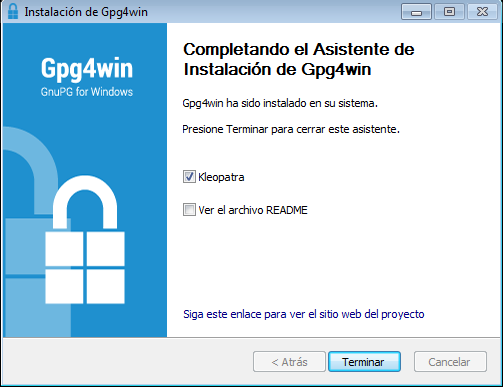 Instalación de Gpg4win
Gpg4win
GnuPG for Windows
Completando el Asistente de
Instalación de Gpg4win
Gpg4win ha sido instalado en su sistema.
Presione Terminar para cerrar este asistente.
Kleopatra
Ver el archivo README
Siga este enlace para ver el sitio web del proyecto
< Atrás
Terminar
Cancelar